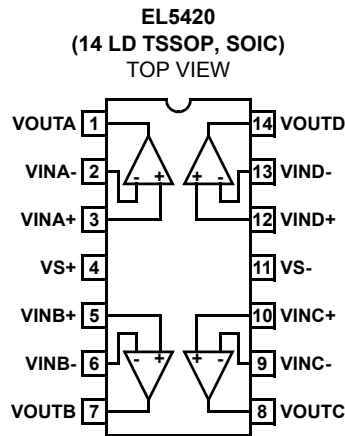 EL5420
(14 LD TSSOP, SOIC)
TOP VIEW
VOUTA 1 14 VOUTD
VINA- 2 13 VIND-
- + + -
VINA+ 3 12 VIND+
VS+ 4 11 VS-
VINB+ 5 10 VINC+
- + + -
VINB- 6 9 VINC-
VOUTB 7 8 VOUTC